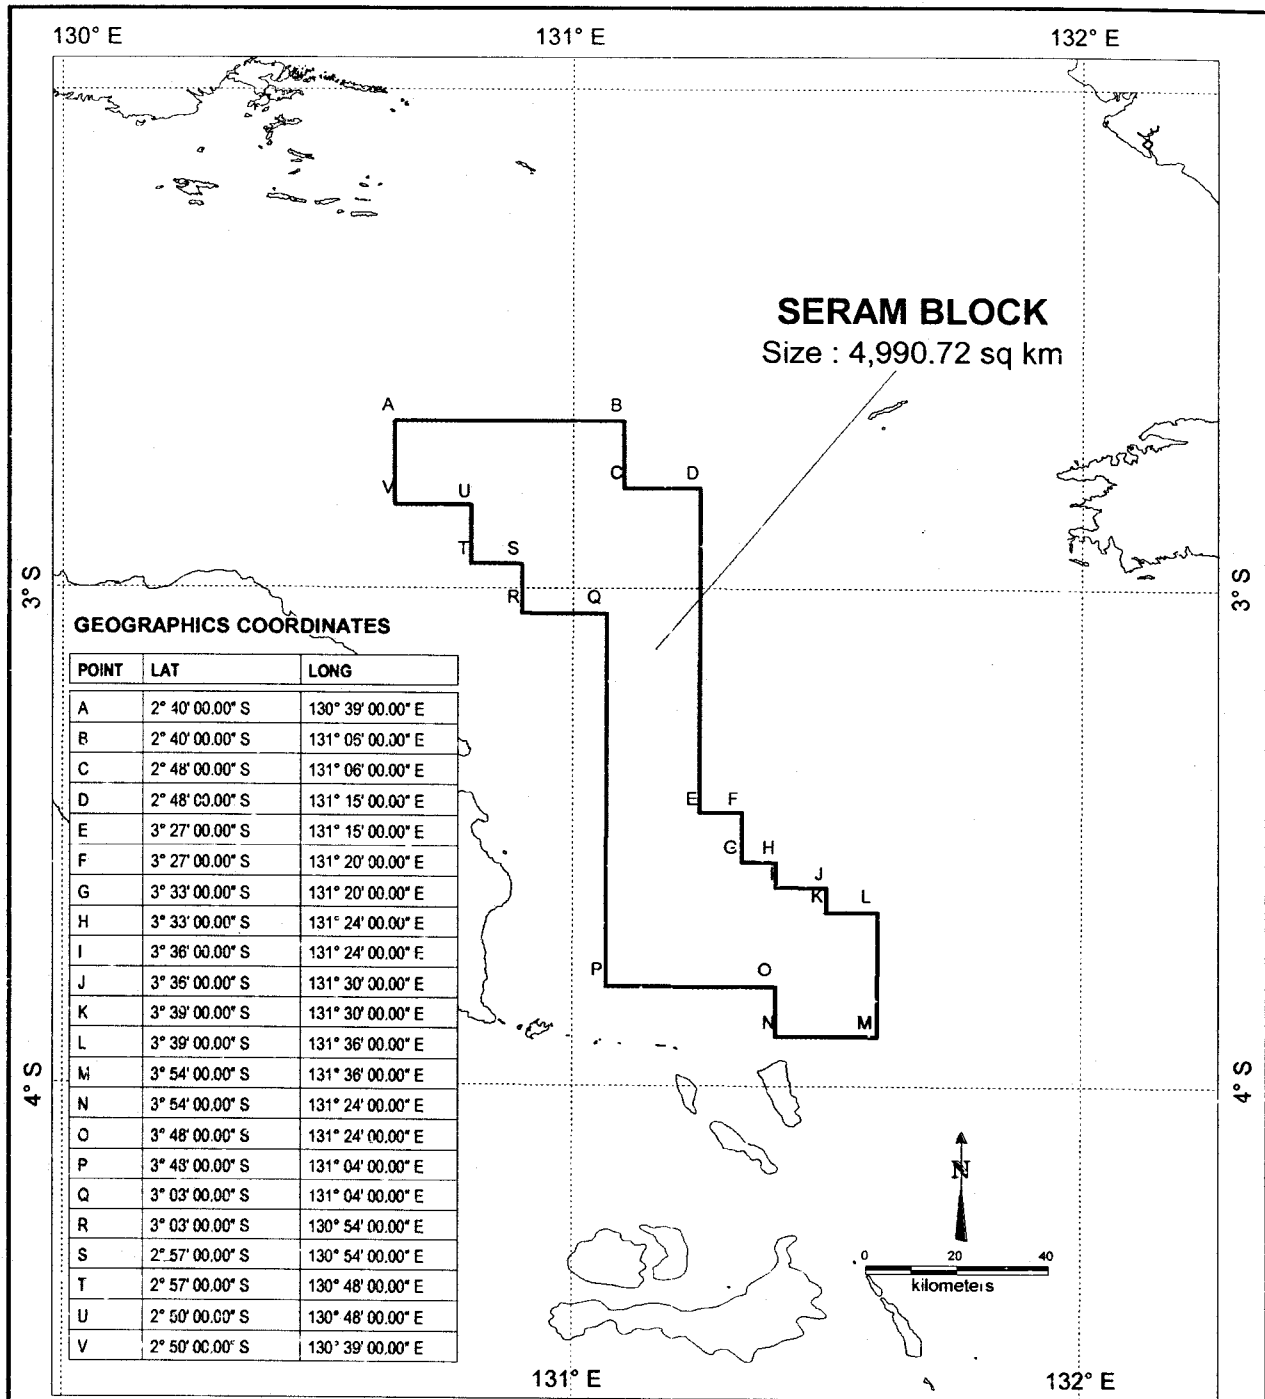 130° E 131° E 132° E
SERAM BLOCK
Size : 4,990.72 sq km
A B
C D
V U
T S
R Q
3° S 3° S
GEOGRAPHICS COORDINATES
POINT LAT LONG
A 2° 40' 00.00" S 130° 39' 00.00" E
B 2° 40' 00.00" S 131° 06' 00.00" E
C 2° 48' 00.00" S 131° 06' 00.00" E
D 2° 48' 00.00" S 131° 15' 00.00" E
E 3° 27' 00.00" S 131° 15' 00.00" E
F 3° 27' 00.00" S 131° 20' 00.00" E
G 3° 33' 00.00" S 131° 20' 00.00" E
H 3° 33' 00.00" S 131° 24' 00.00" E
I 3° 36' 00.00" S 131° 24' 00.00" E
J 3° 36' 00.00" S 131° 30' 00.00" E
K 3° 39' 00.00" S 131° 30' 00.00" E
L 3° 39' 00.00" S 131° 36' 00.00" E
M 3° 54' 00.00" S 131° 36' 00.00" E
N 3° 54' 00.00" S 131° 24' 00.00" E
O 3° 48' 00.00" S 131° 24' 00.00" E
P 3° 48' 00.00" S 131° 04' 00.00" E
Q 3° 03' 00.00" S 131° 04' 00.00" E
R 3° 03' 00.00" S 130° 54' 00.00" E
S 2° 57' 00.00" S 130° 54' 00.00" E
T 2° 57' 00.00" S 130° 48' 00.00" E
U 2° 50' 00.00" S 130° 48' 00.00" E
V 2° 50' 00.00" S 130° 39' 00.00" E
E F
G H
I J
K L
P O
N M
4° S 4° S
N
0 20 40
kilometers
131° E 132° E